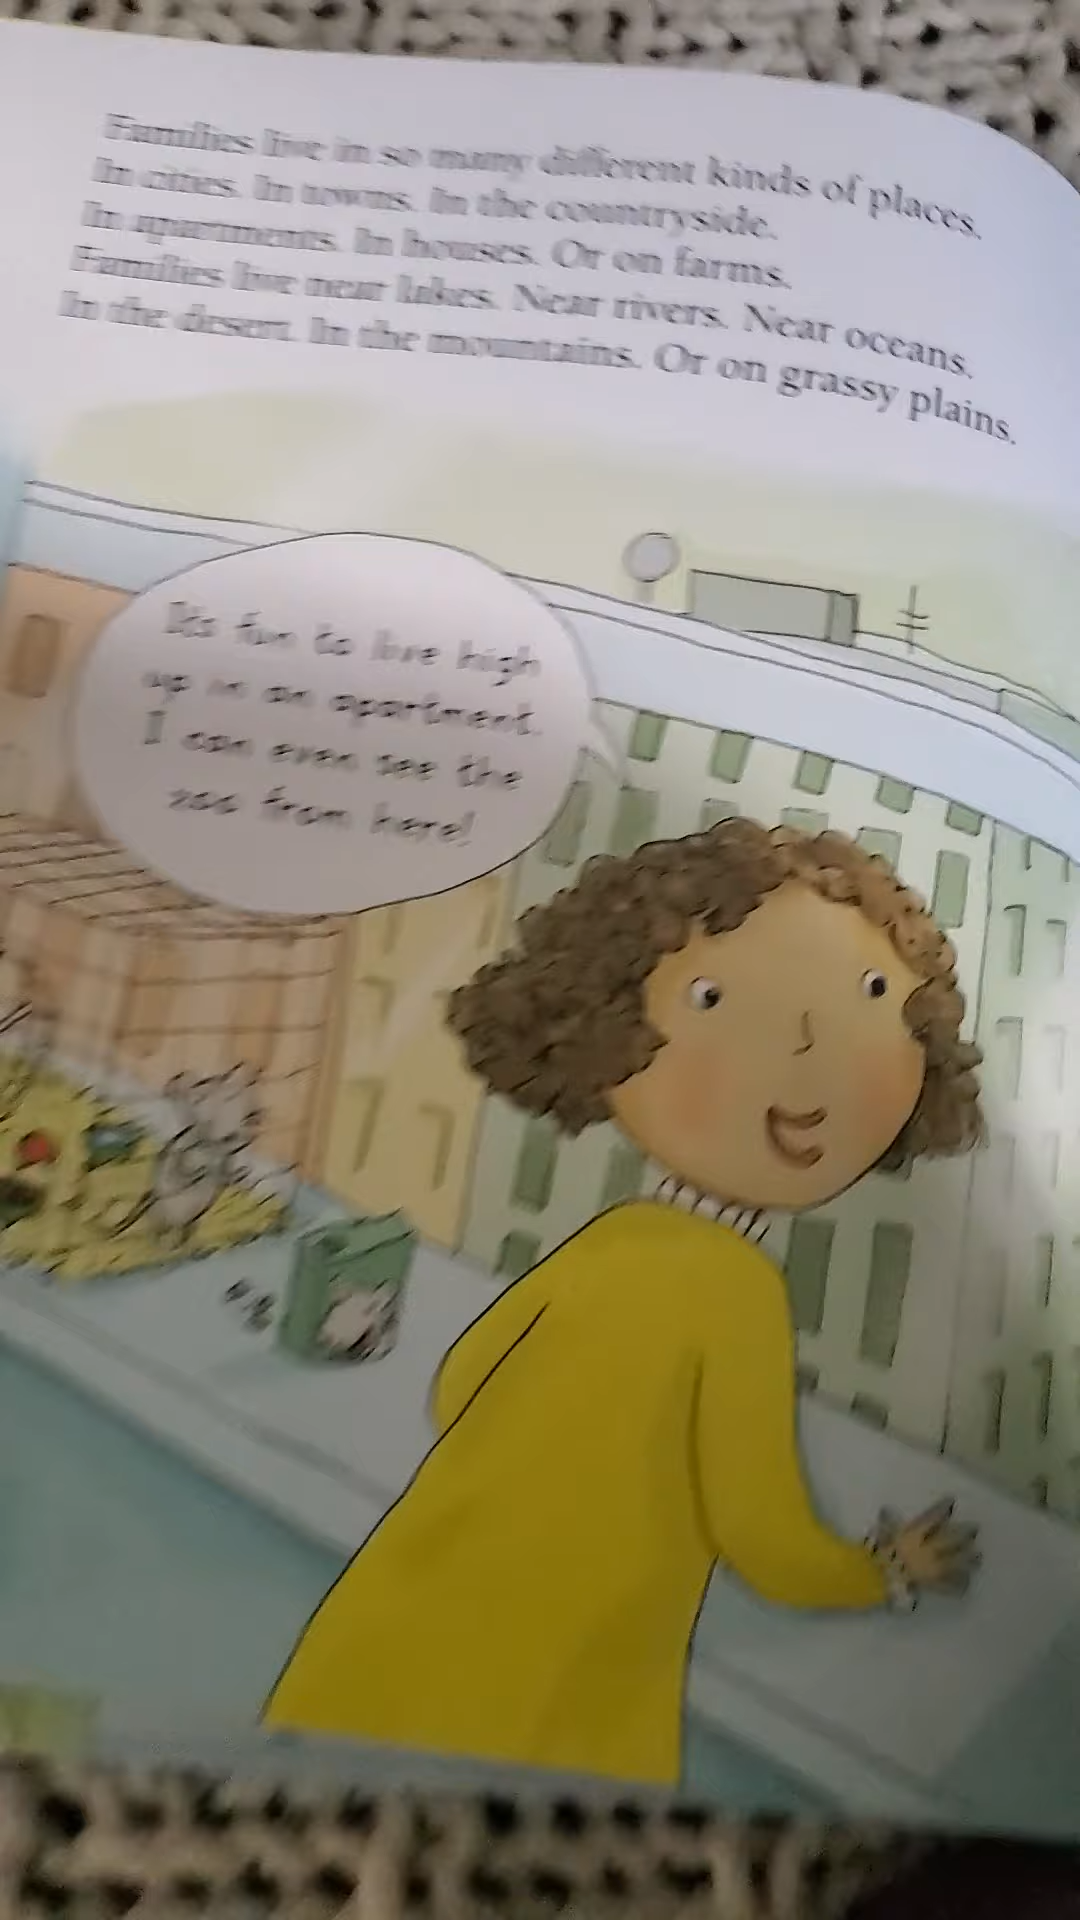 Families live in so many different kinds of places.
In cities. In towns. In the countryside.
In apartments. In houses. Or on farms.
Families live near lakes. Near rivers. Near oceans.
In the desert. In the mountains. Or on grassy plains.
It's fun to live high
up in an apartment.
I can even see the
zoo from here!